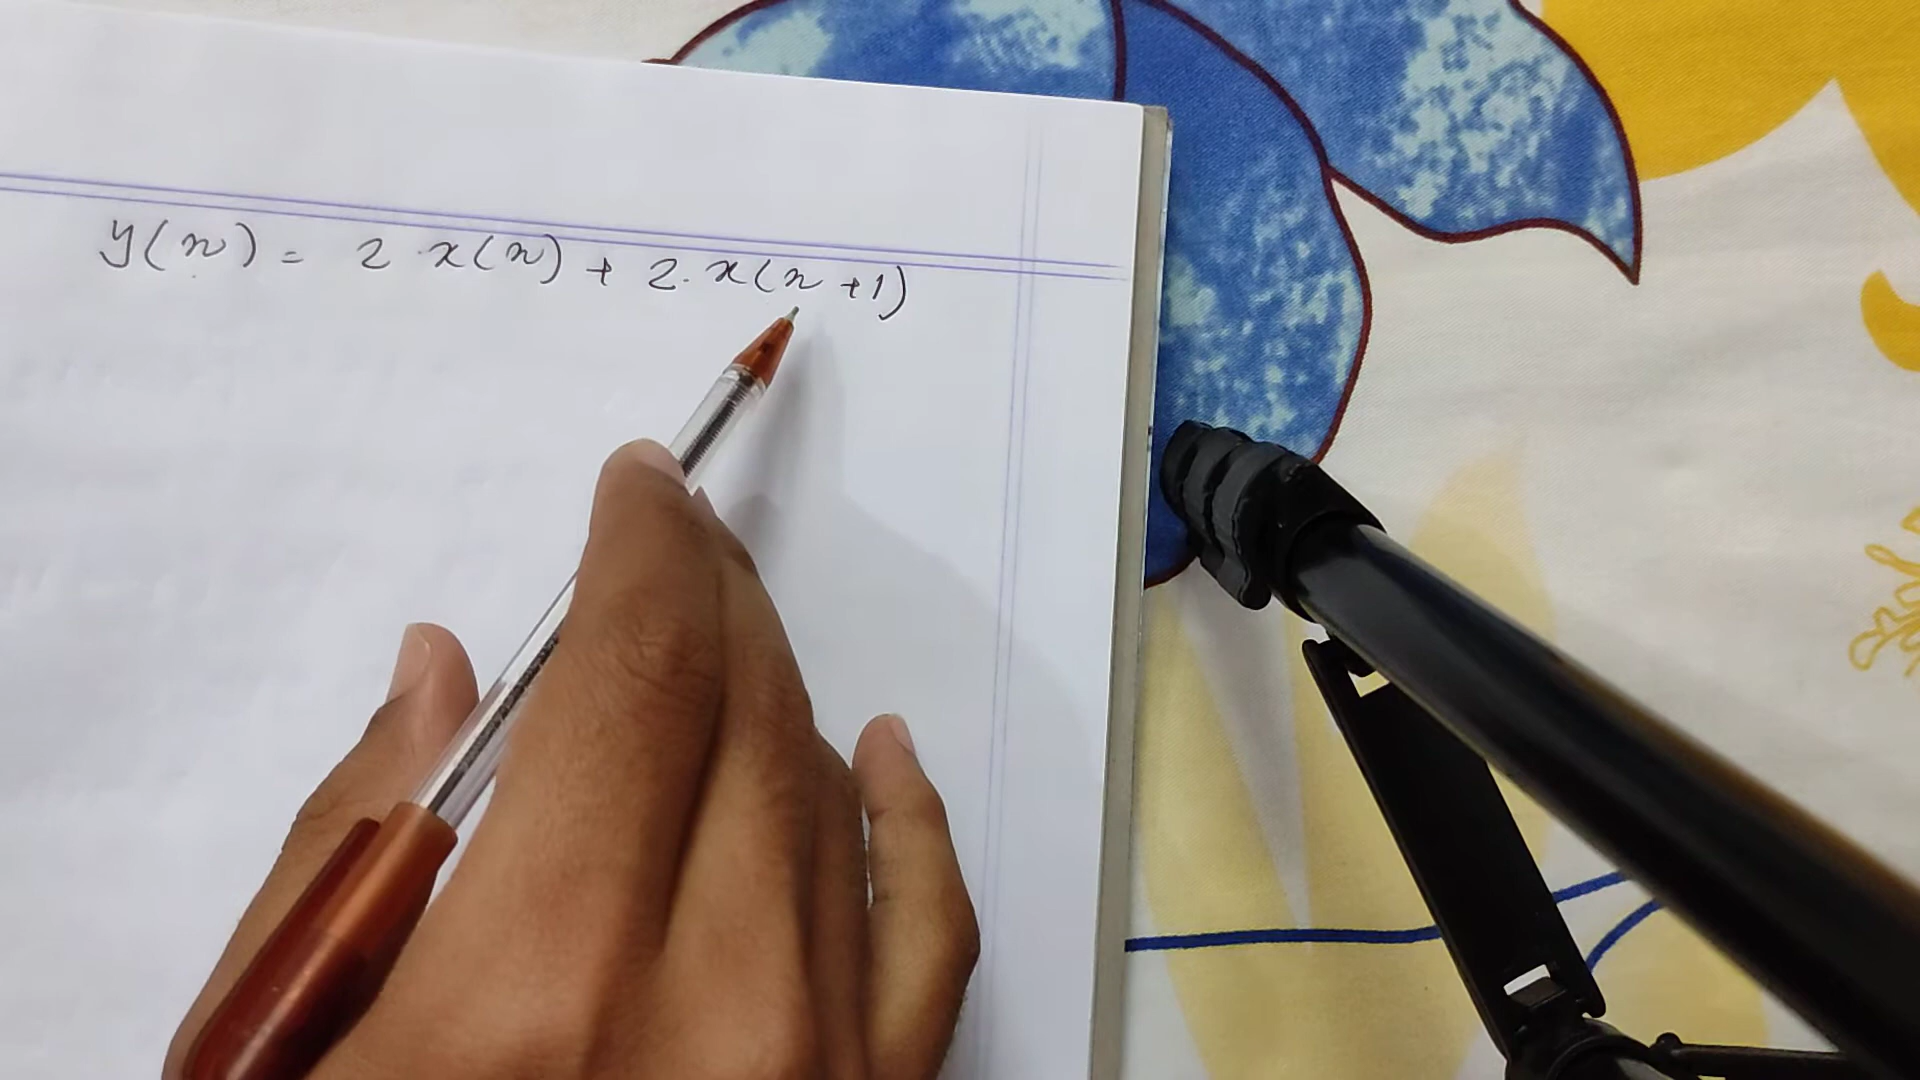 y(n) = 2 ⋅x(n) + 2⋅ x(n +1)